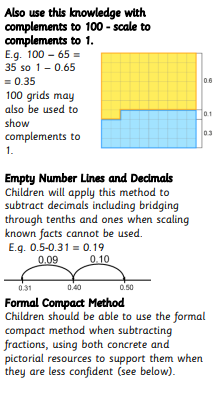 Also use this knowledge with
complements to 100 - scale to
complements to 1.
E.g. 100 – 65 =
35 so 1 – 0.65
= 0.35
100 grids may
also be used to
show
complements to
1.
0.6
0.1
0.3
Empty Number Lines and Decimals
Children will apply this method to
subtract decimals including bridging
through tenths and ones when scaling
known facts cannot be used.
E.g. 0.5-0.31 = 0.19
0.09 0.10
0.31 0.40 0.50
Formal Compact Method
Children should be able to use the formal
compact method when subtracting
fractions, using both concrete and
pictorial resources to support them when
they are less confident (see below).